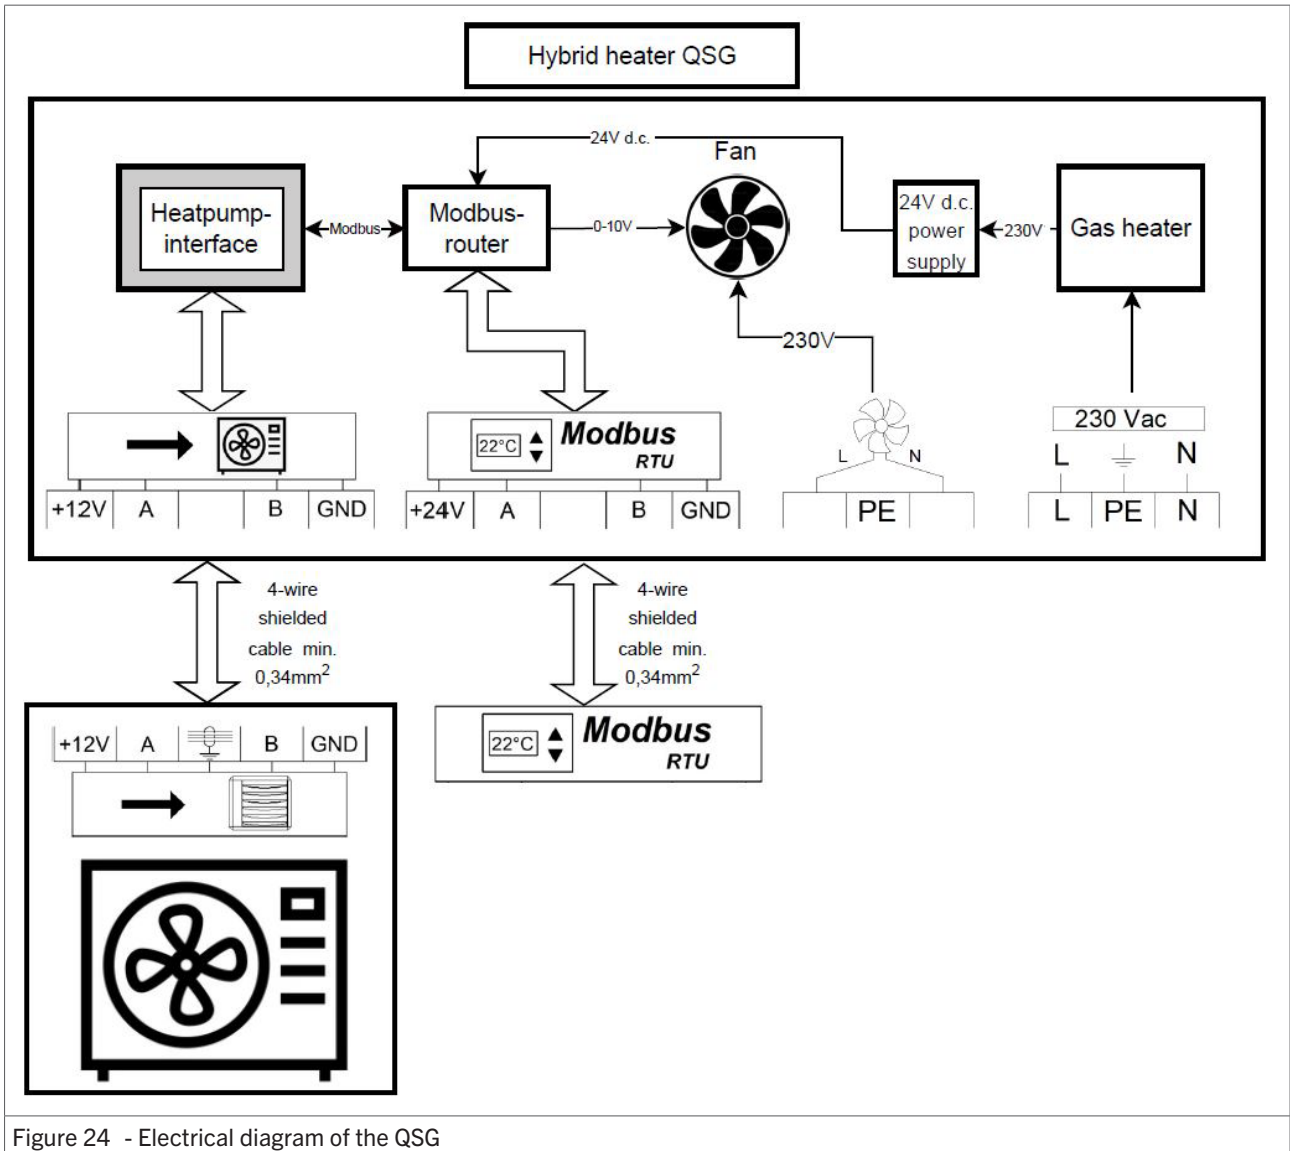 Hybrid heater QSG
24V d.c.
Fan
Heatpump-
interface
Modbus
Modbus-
router
0-10V
24V d.c.
power
supply
230V
Gas heater
230V
22°C
Modbus
RTU
L
N
230 Vac
L
N
+12V
A
B
GND
+24V
A
B
GND
PE
L
PE
N
4-wire
shielded
cable min.
0,34mm²
4-wire
shielded
cable min.
0,34mm²
+12V
A
B
GND
22°C
Modbus
RTU
Figure 24 - Electrical diagram of the QSG